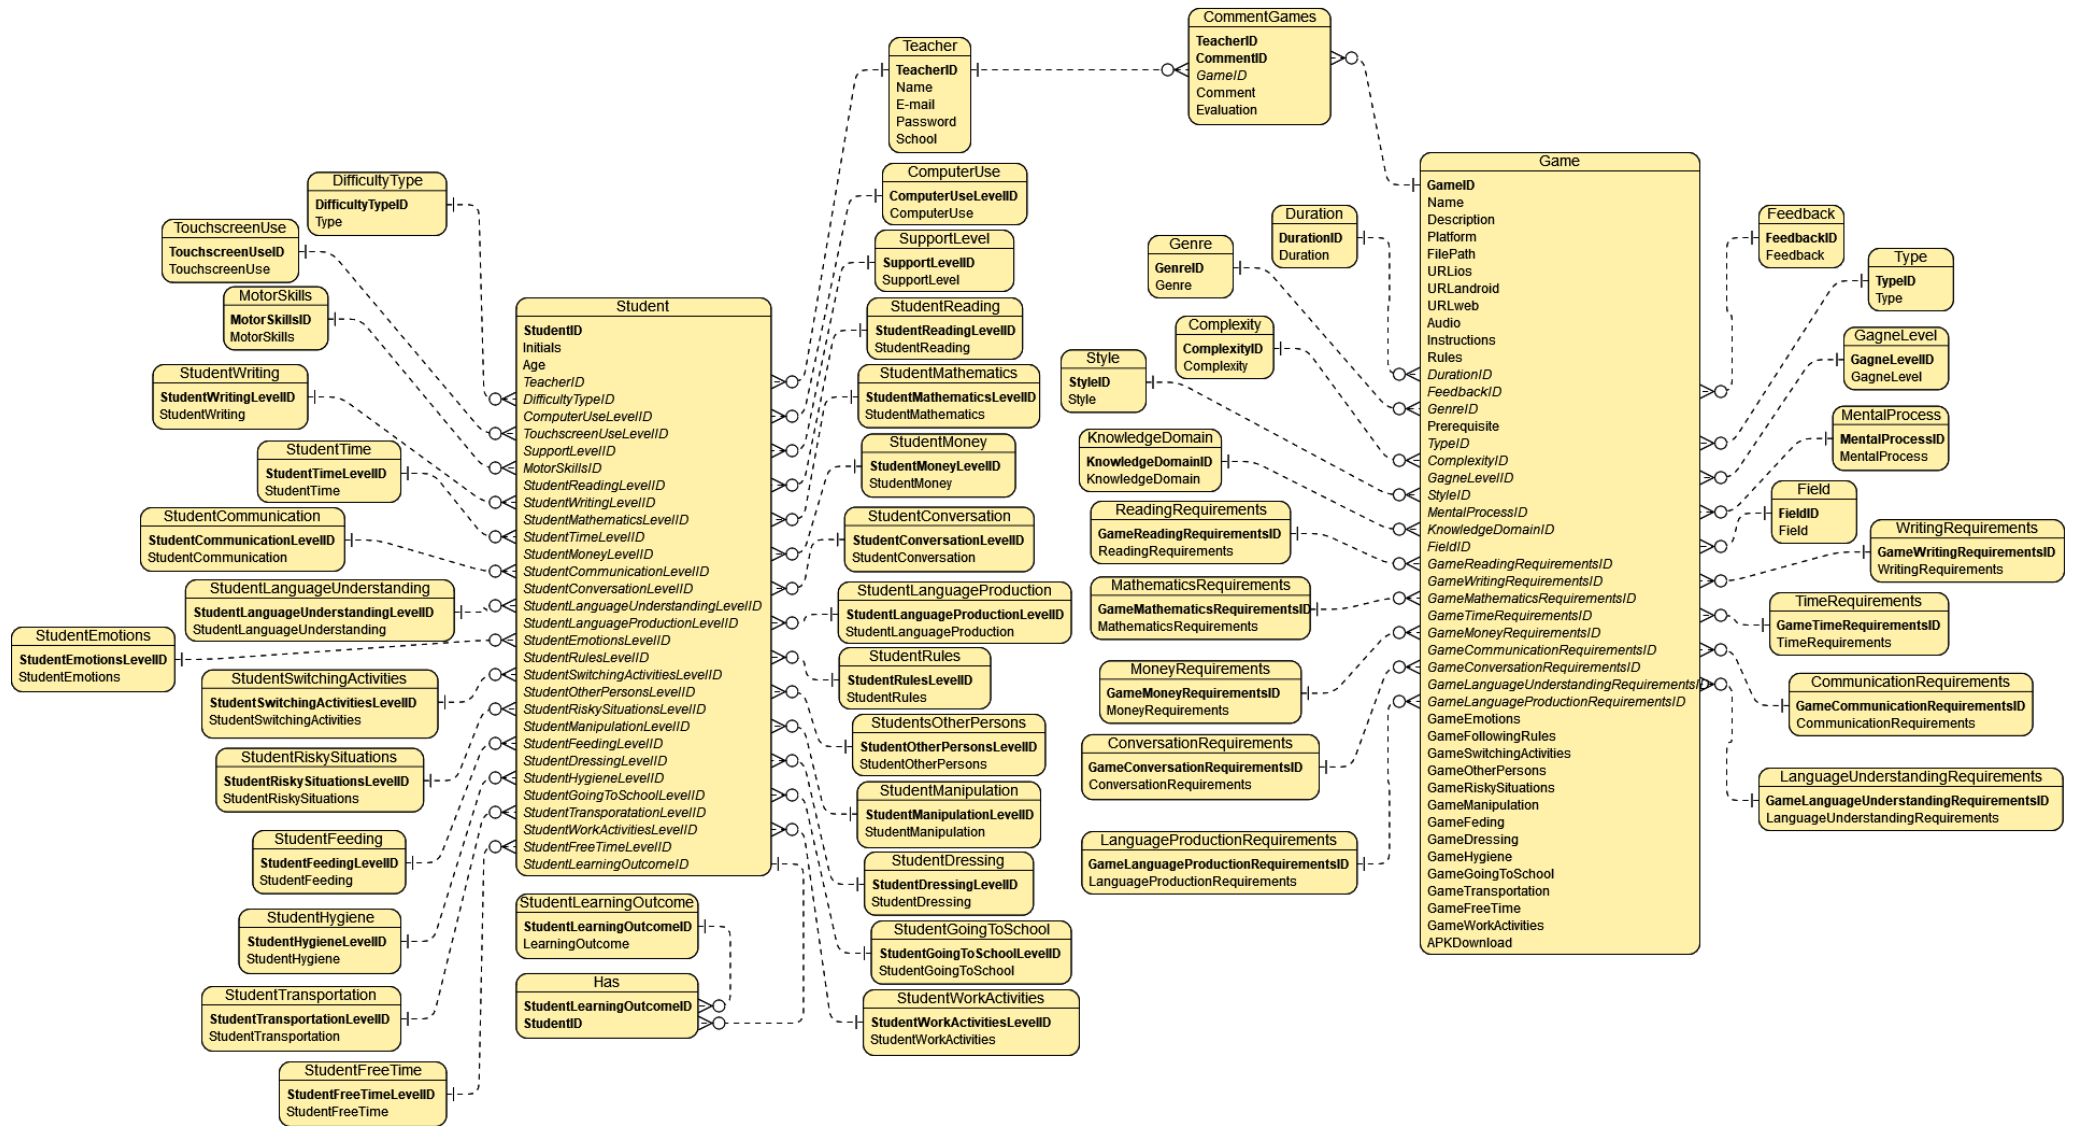 CommentGames
TeacherID
CommentID
GameID
Comment
Evaluation
Teacher
TeacherID
Name
E-mail
Password
School
DifficultyType
DifficultyTypeID
Type
TouchscreenUse
TouchscreenUseID
TouchscreenUse
MotorSkills
MotorSkillsID
MotorSkills
StudentWriting
StudentWritingLevelID
StudentWriting
StudentTime
StudentTimeLevelID
StudentTime
StudentCommunication
StudentCommunicationLevelID
StudentCommunication
StudentLanguageUnderstanding
StudentLanguageUnderstandingLevelID
StudentLanguageUnderstanding
StudentEmotions
StudentEmotionsLevelID
StudentEmotions
StudentSwitchingActivities
StudentSwitchingActivitiesLevelID
StudentSwitchingActivities
StudentRiskySituations
StudentRiskySituationsLevelID
StudentRiskySituations
StudentFeeding
StudentFeedingLevelID
StudentFeeding
StudentHygiene
StudentHygieneLevelID
StudentHygiene
StudentTransportation
StudentTransportationLevelID
StudentTransportation
StudentFreeTime
StudentFreeTimeLevelID
StudentFreeTime
Student
StudentID
Initials
Age
TeacherID
DifficultyTypeID
ComputerUseLevelID
TouchscreenUseLevelID
SupportLevelID
MotorSkillsID
StudentReadingLevelID
StudentWritingLevelID
StudentMathematicsLevelID
StudentTimeLevelID
StudentMoneyLevelID
StudentCommunicationLevelID
StudentConversationLevelID
StudentLanguageUnderstandingLevelID
StudentLanguageProductionLevelID
StudentEmotionsLevelID
StudentRulesLevelID
StudentSwitchingActivitiesLevelID
StudentOtherPersonsLevelID
StudentRiskySituationsLevelID
StudentManipulationLevelID
StudentFeedingLevelID
StudentDressingLevelID
StudentHygieneLevelID
StudentGoingToSchoolLevelID
StudentTransporatationLevelID
StudentWorkActivitiesLevelID
StudentFreeTimeLevelID
StudentLearningOutcomeID
StudentLearningOutcome
StudentLearningOutcomeID
LearningOutcome
Has
StudentLearningOutcomeID
StudentID
ComputerUse
ComputerUseLevelID
ComputerUse
SupportLevel
SupportLevelID
SupportLevel
StudentReading
StudentReadingLevelID
StudentReading
StudentMathematics
StudentMathematicsLevelID
StudentMathematics
StudentMoney
StudentMoneyLevelID
StudentMoney
StudentConversation
StudentConversationLevelID
StudentConversation
StudentLanguageProduction
StudentLanguageProductionLevelID
StudentLanguageProduction
StudentRules
StudentRulesLevelID
StudentRules
StudentsOtherPersons
StudentOtherPersonsLevelID
StudentOtherPersons
StudentManipulation
StudentManipulationLevelID
StudentManipulation
StudentDressing
StudentDressingLevelID
StudentDressing
StudentGoingToSchool
StudentGoingToSchoolLevelID
StudentGoingToSchool
StudentWorkActivities
StudentWorkActivitiesLevelID
StudentWorkActivities
Duration
DurationID
Duration
Genre
GenreID
Genre
Complexity
ComplexityID
Complexity
Style
StyleID
Style
KnowledgeDomain
KnowledgeDomainID
KnowledgeDomain
ReadingRequirements
GameReadingRequirementsID
ReadingRequirements
MathematicsRequirements
GameMathematicsRequirementsID
MathematicsRequirements
MoneyRequirements
GameMoneyRequirementsID
MoneyRequirements
ConversationRequirements
GameConversationRequirementsID
ConversationRequirements
LanguageProductionRequirements
GameLanguageProductionRequirementsID
LanguageProductionRequirements
Game
GameID
Name
Description
Platform
FilePath
URLios
URLandroid
URLweb
Audio
Instructions
Rules
DurationID
FeedbackID
GenreID
Prerequisite
TypeID
ComplexityID
GagneLevelID
StyleID
MentalProcessID
KnowledgeDomainID
FieldID
GameReadingRequirementsID
GameWritingRequirementsID
GameMathematicsRequirementsID
GameTimeRequirementsID
GameMoneyRequirementsID
GameCommunicationRequirementsID
GameConversationRequirementsID
GameLanguageUnderstandingRequirementsID
GameLanguageProductionRequirementsID
GameEmotions
GameFollowingRules
GameSwitchingActivities
GameOtherPersons
GameRiskySituations
GameManipulation
GameFeding
GameDressing
GameHygiene
GameGoingToSchool
GameTransportation
GameFreeTime
GameWorkActivities
APKDownload
Feedback
FeedbackID
Feedback
Type
TypeID
Type
GagneLevel
GagneLevelID
GagneLevel
MentalProcess
MentalProcessID
MentalProcess
Field
FieldID
Field
WritingRequirements
GameWritingRequirementsID
WritingRequirements
TimeRequirements
GameTimeRequirementsID
TimeRequirements
CommunicationRequirements
GameCommunicationRequirementsID
CommunicationRequirements
LanguageUnderstandingRequirements
GameLanguageUnderstandingRequirementsID
LanguageUnderstandingRequirements